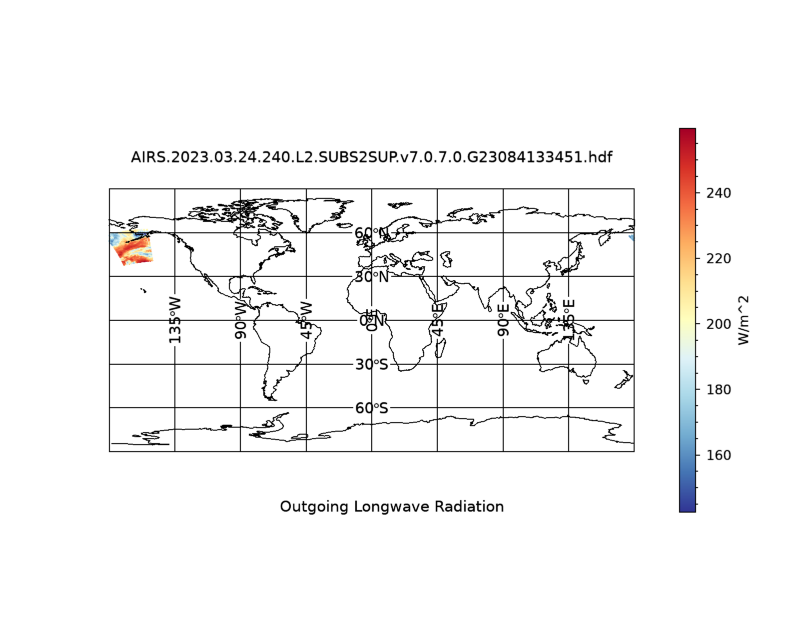 AIRS.2023.03.24.240.L2.SUBS2SUP.v7.0.7.0.G23084133451.hdf
240
220
200
180
160
W/m^2
60°N
30°N
0°N
30°S
60°S
135°W
90°W
45°W
0°E
45°E
90°E
135°E
Outgoing Longwave Radiation